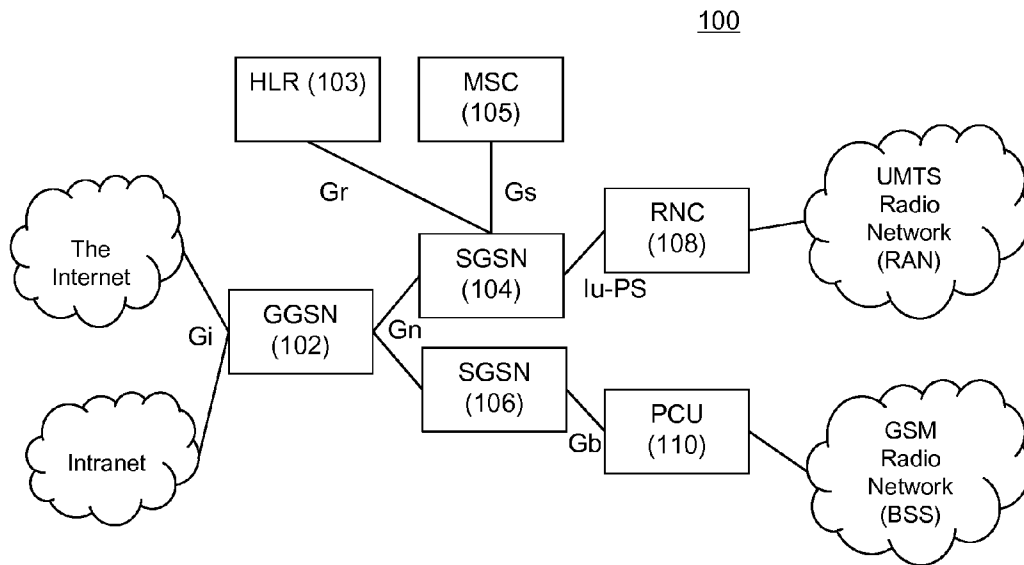 100
HLR (103)
MSC
(105)
Gr
Gs
The
Internet
Gi
GGSN
(102)
Gn
SGSN
(104)
Iu-PS
RNC
(108)
UMTS
Radio
Network
(RAN)
Intranet
SGSN
(106)
Gb
PCU
(110)
GSM
Radio
Network
(BSS)